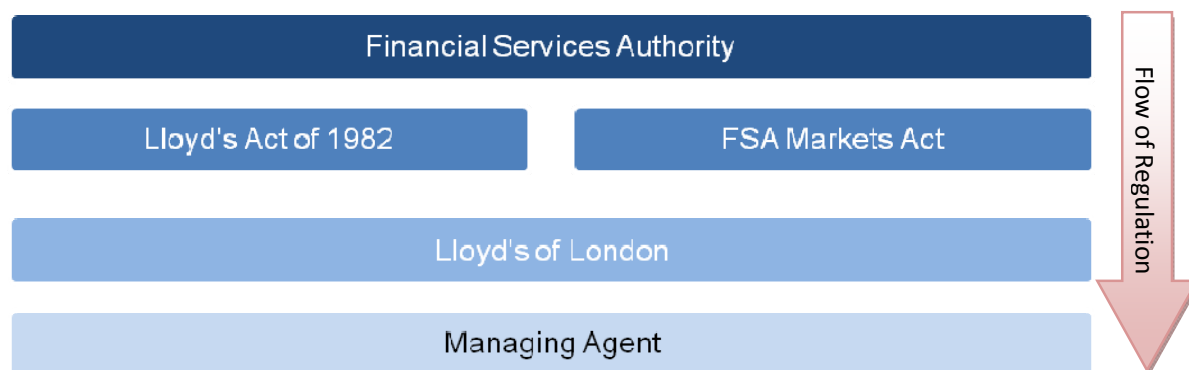 Financial Services Authority
Lloyd's Act of 1982
FSA Markets Act
Lloyd's of London
Managing Agent
Flow of Regulation